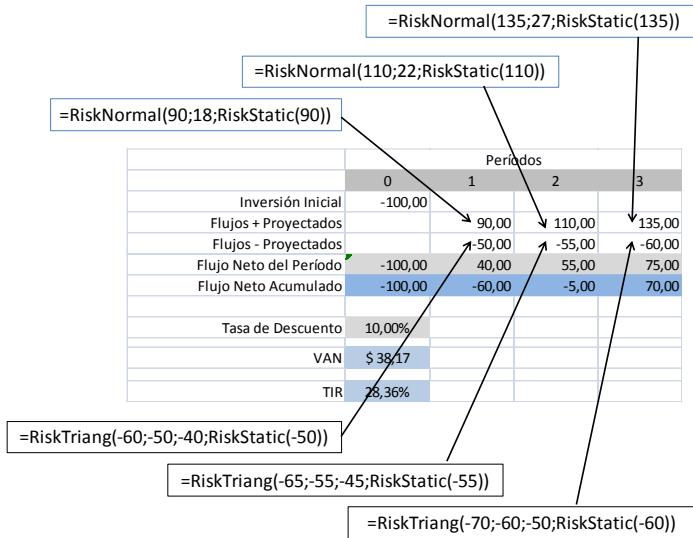 =RiskNormal(135;27;RiskStatic(135))
=RiskNormal(110;22;RiskStatic(110))
=RiskNormal(90;18;RiskStatic(90))
Períodos
0 1 2 3
Inversión Inicial -100,00
Flujos + Proyectados 90,00 110,00 135,00
Flujos - Proyectados -50,00 -55,00 -60,00
Flujo Neto del Período -100,00 40,00 55,00 75,00
Flujo Neto Acumulado -100,00 -60,00 -5,00 70,00
Tasa de Descuento 10,00%
VAN $ 38,17
TIR 28,36%
=RiskTriang(-60;-50;-40;RiskStatic(-50))
=RiskTriang(-65;-55;-45;RiskStatic(-55))
=RiskTriang(-70;-60;-50;RiskStatic(-60))